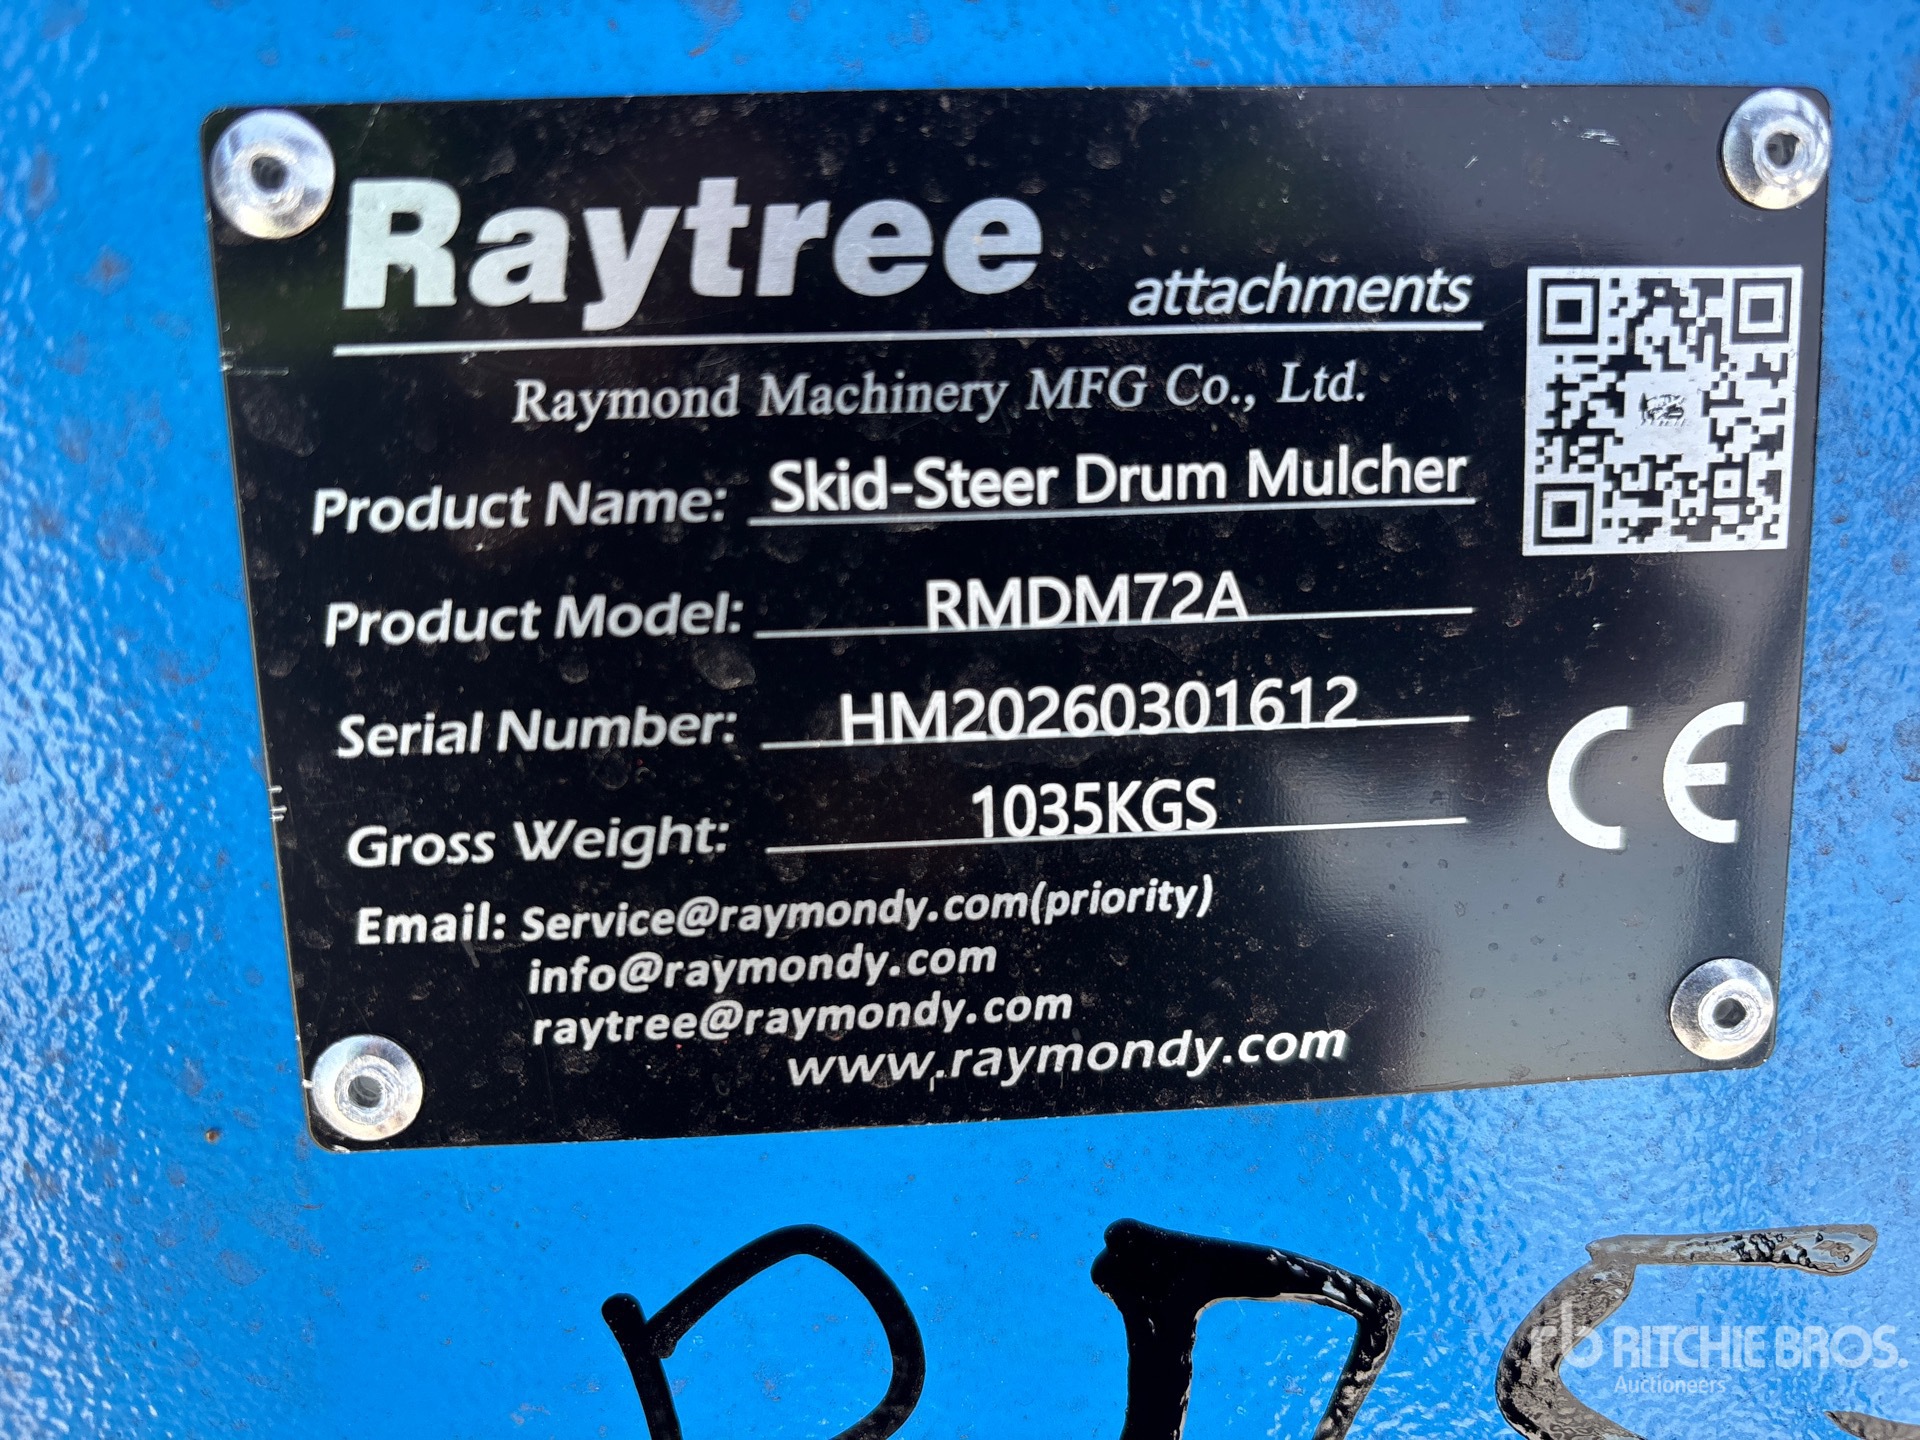 Raytree attachments
Raymond Machinery MFG Co., Ltd.
Product Name: Skid-Steer Drum Mulcher
Product Model: RMDM72A
Serial Number: HM20260301612
Gross Weight: 1035KGS
Email: Service@raymondy.com(priority)
info@raymondy.com
raytree@raymondy.com
www.raymondy.com
CE
rb RITCHIE BROS.
Auctioneers